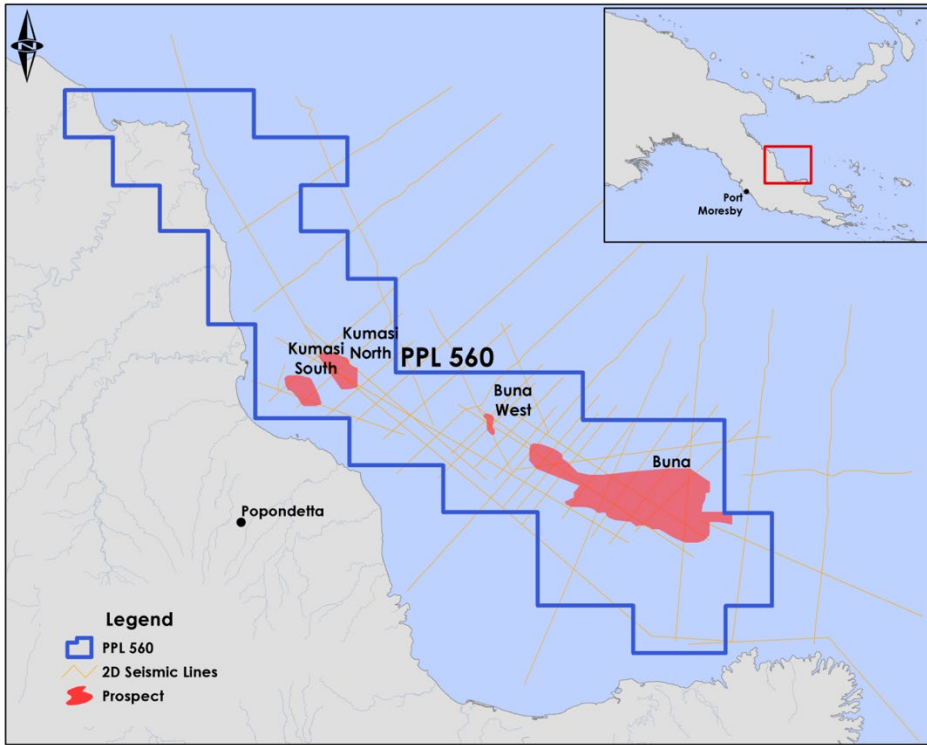 N
Port
Moresby
Kumasi
North
Kumasi
South
PPL 560
Buna
West
Buna
Popondetta
Legend
PPL 560
2D Seismic Lines
Prospect